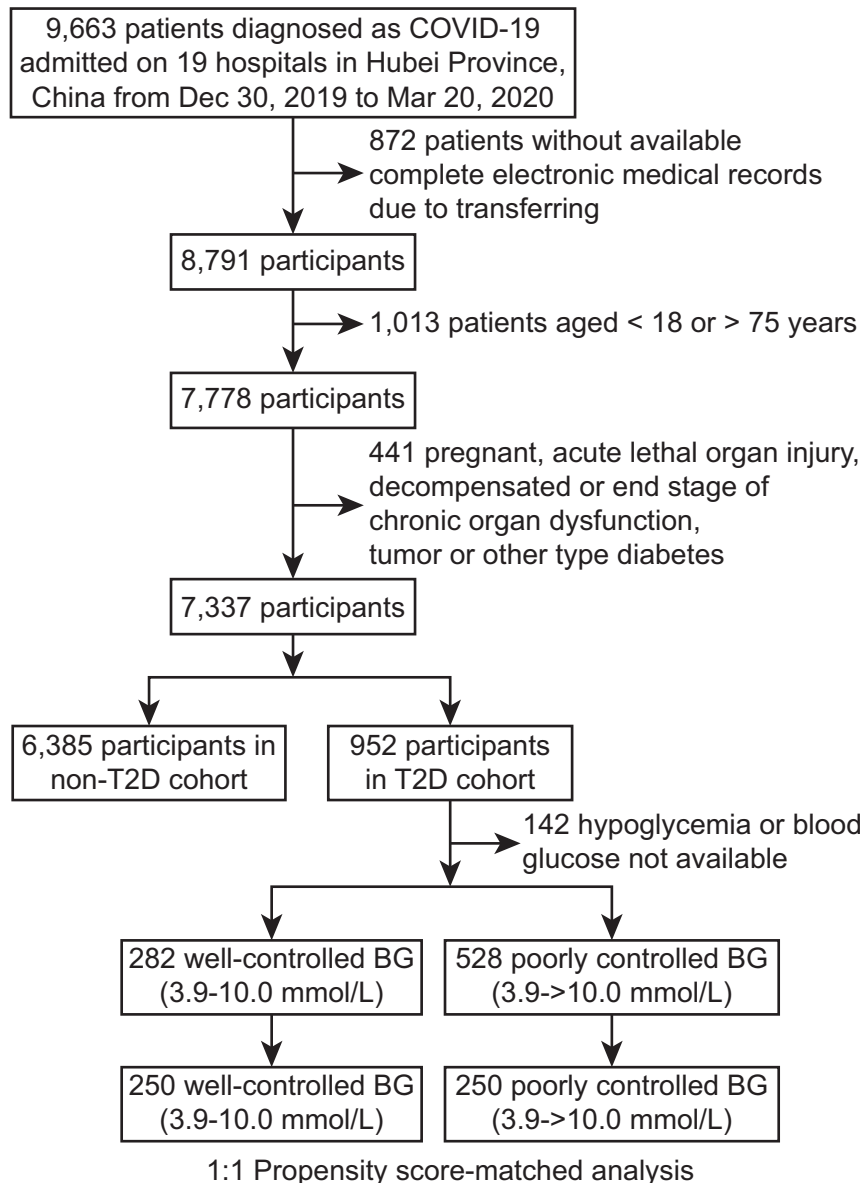 9,663 patients diagnosed as COVID-19
admitted on 19 hospitals in Hubei Province,
China from Dec 30, 2019 to Mar 20, 2020
872 patients without available
complete electronic medical records
due to transferring
8,791 participants
1,013 patients aged < 18 or > 75 years
7,778 participants
441 pregnant, acute lethal organ injury,
decompensated or end stage of
chronic organ dysfunction,
tumor or other type diabetes
7,337 participants
6,385 participants in
non-T2D cohort
952 participants
in T2D cohort
142 hypoglycemia or blood
glucose not available
282 well-controlled BG
(3.9-10.0 mmol/L)
528 poorly controlled BG
(3.9->10.0 mmol/L)
250 well-controlled BG
(3.9-10.0 mmol/L)
250 poorly controlled BG
(3.9->10.0 mmol/L)
1:1 Propensity score-matched analysis